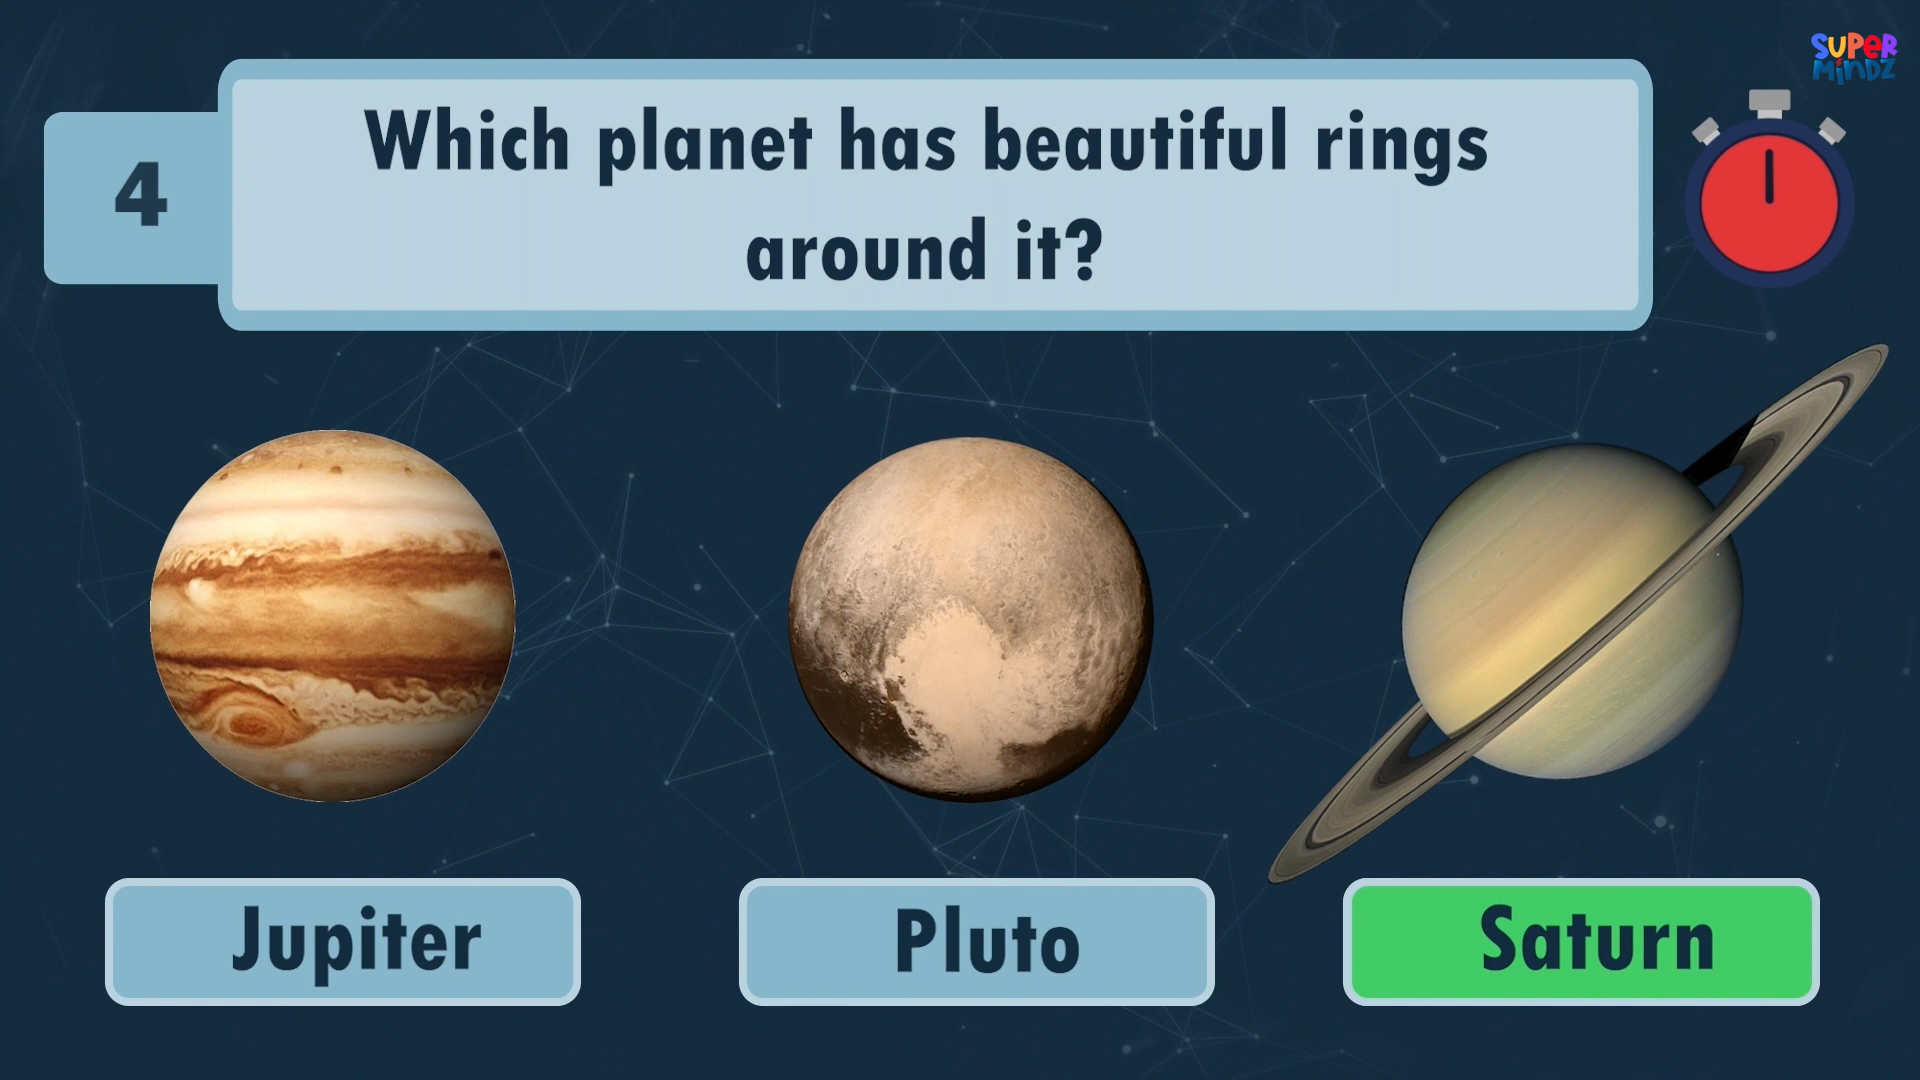 SUPER
MINDZ
4
Which planet has beautiful rings
around it?
Jupiter
Pluto
Saturn